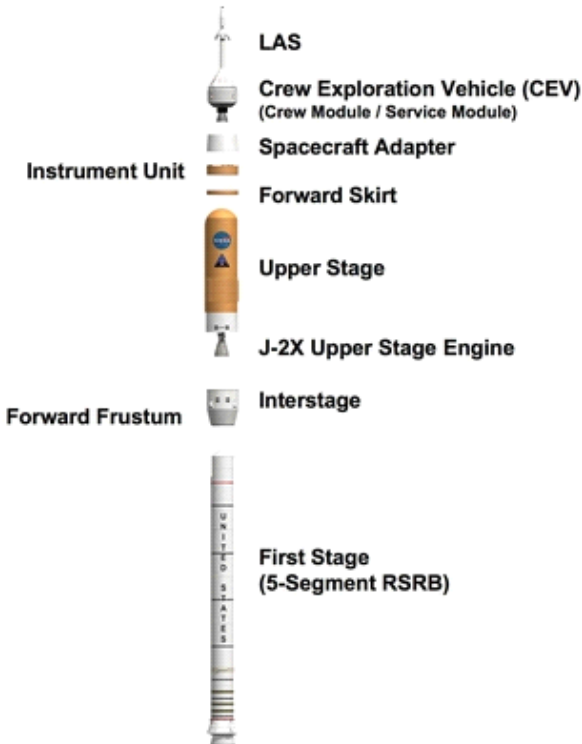 LAS
Crew Exploration Vehicle (CEV)
(Crew Module / Service Module)
Spacecraft Adapter
Instrument Unit
Forward Skirt
NASA
Upper Stage
J-2X Upper Stage Engine
Interstage
Forward Frustum
UNITED STATES
First Stage
(5-Segment RSRB)